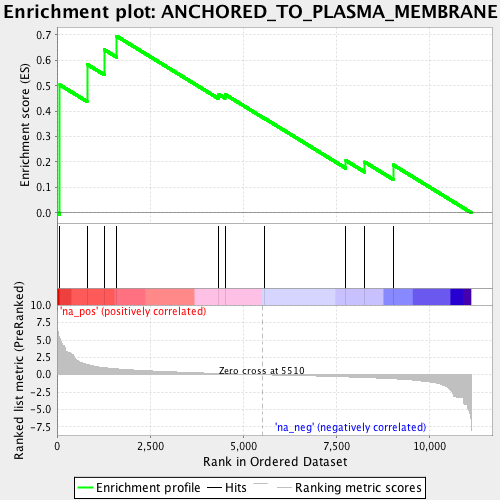 Enrichment plot: ANCHORED_TO_PLASMA_MEMBRANE
Enrichment score (ES)
0.7
0.6
0.5
0.4
0.3
0.2
0.1
0.0
'na_pos' (positively correlated)
Ranked list metric (PreRanked)
10.0
7.5
5.0
2.5
0.0
-2.5
-5.0
-7.5
Zero cross at 5510
'na_neg' (negatively correlated)
0
2,500
5,000
7,500
10,000
Rank in Ordered Dataset
Enrichment profile
Hits
Ranking metric scores